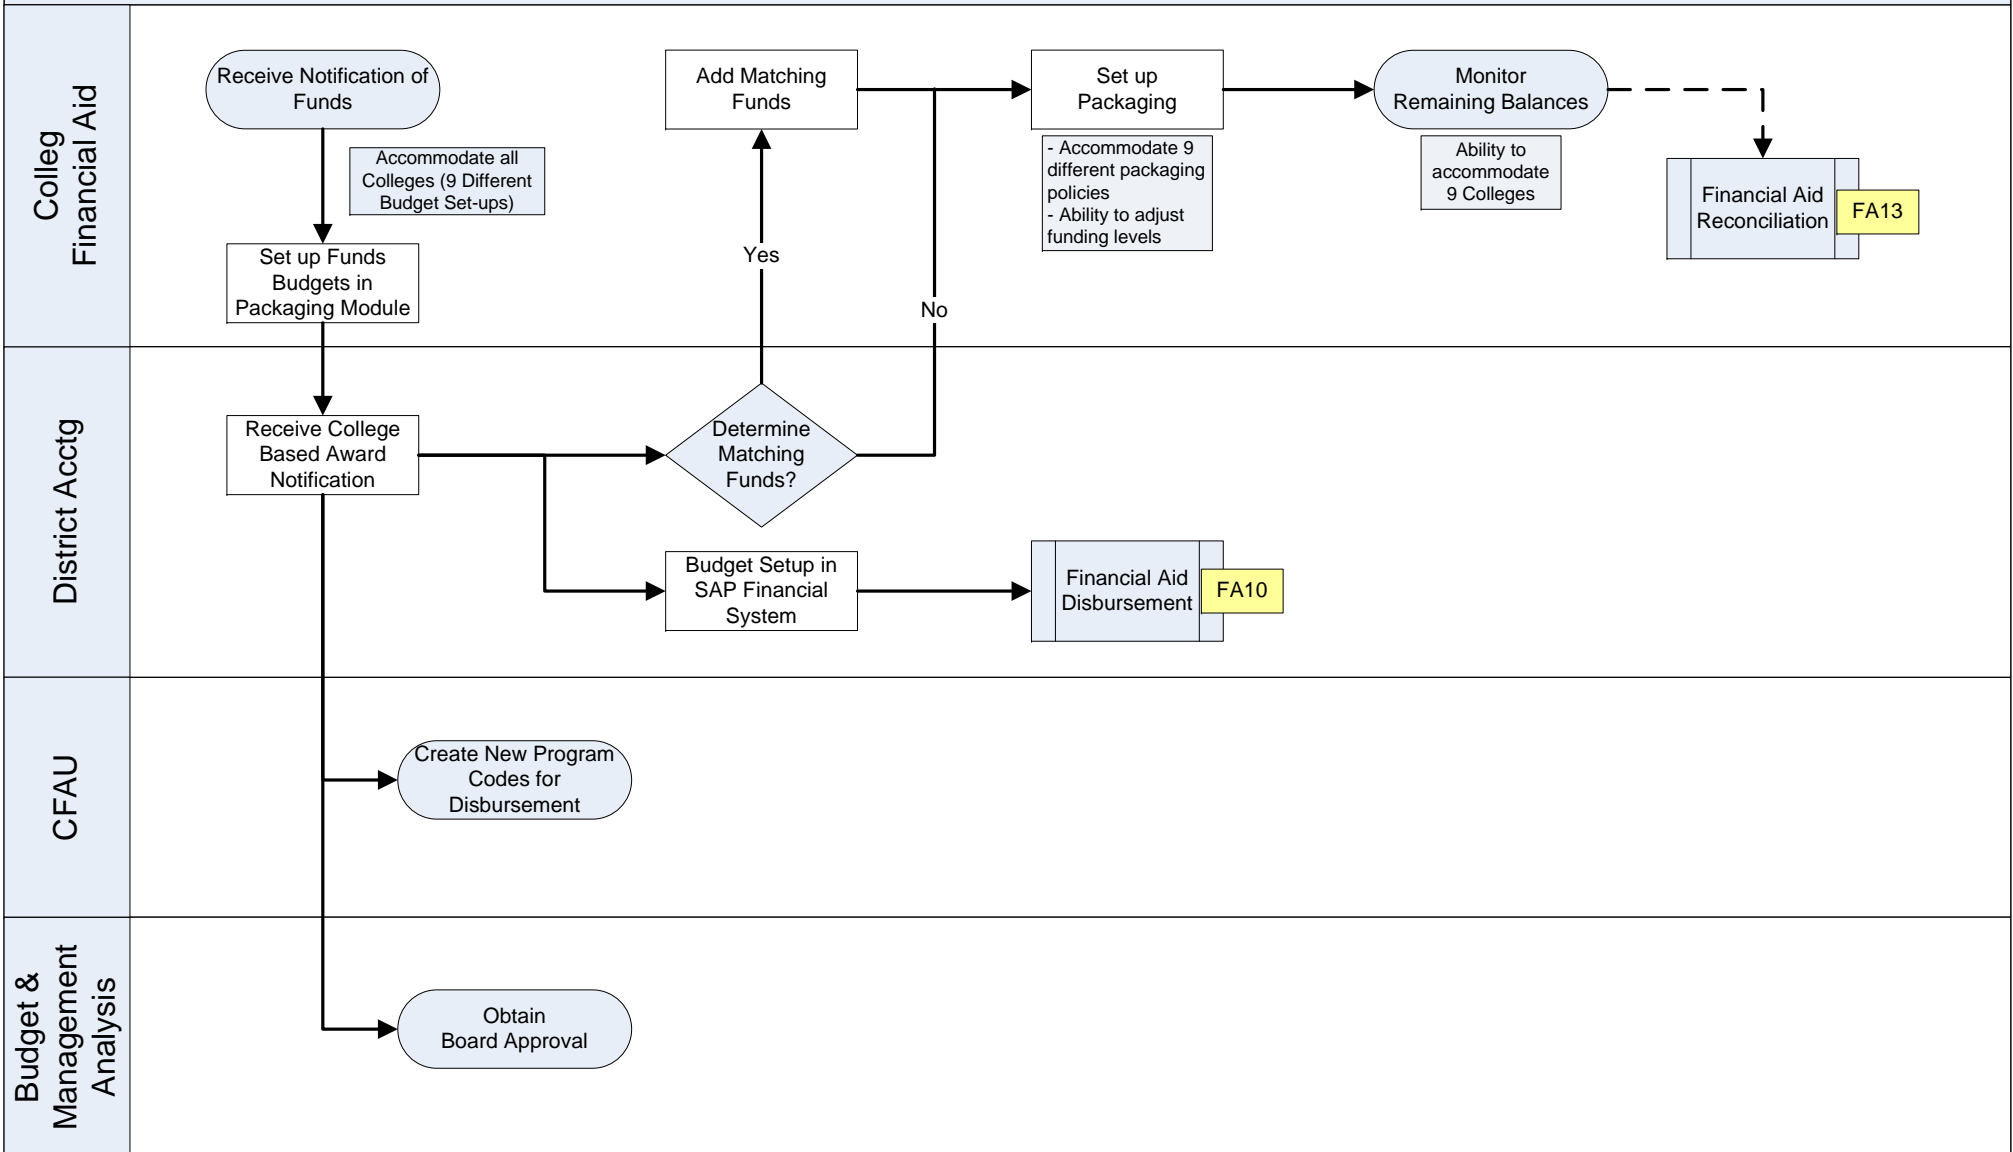 Colleg
Financial Aid
Receive Notification of
Funds
Accommodate all
Colleges (9 Different
Budget Set-ups)
Set up Funds
Budgets in
Packaging Module
Add Matching
Funds
Yes
No
Set up
Packaging
- Accommodate 9
different packaging
policies
- Ability to adjust
funding levels
Monitor
Remaining Balances
Ability to
accommodate
9 Colleges
Financial Aid
Reconciliation
FA13
District Acctg
Receive College
Based Award
Notification
Determine
Matching
Funds?
Budget Setup in
SAP Financial
System
Financial Aid
Disbursement
FA10
CFAU
Create New Program
Codes for
Disbursement
Budget &
Management
Analysis
Obtain
Board Approval